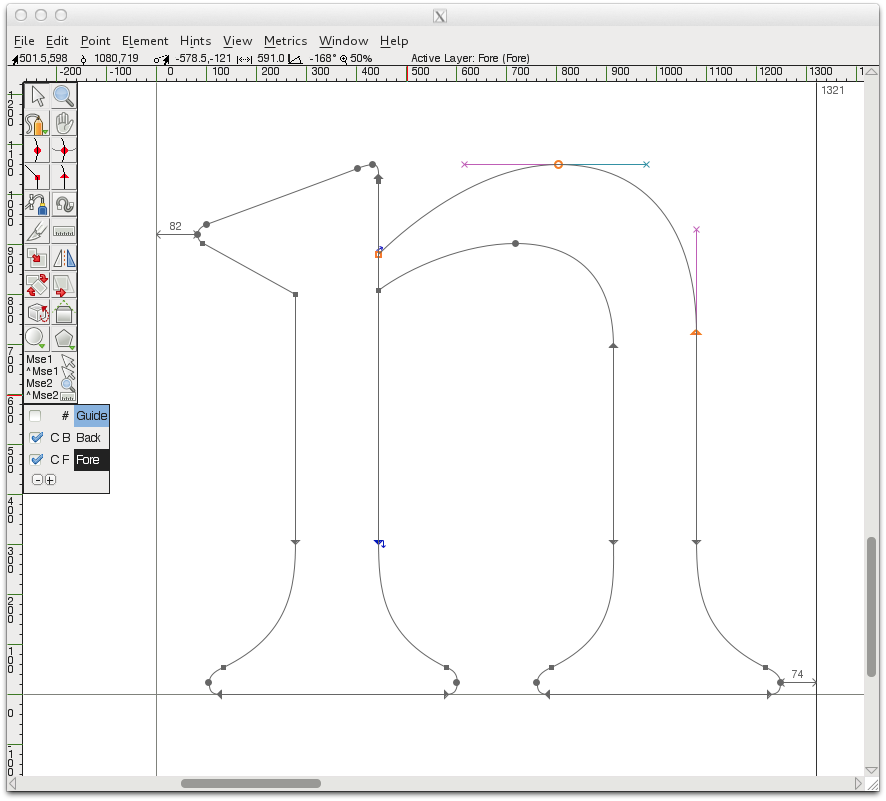 File Edit Point Element Hints View Metrics Window Help
501.5,598 1080,719 -578.5,-121 591.0 -168° 50% Active Layer: Fore (Fore)
-200 -100 0 100 200 300 400 500 600 700 800 900 1000 1100 1200 1300 1
1321
1200
1100
1000
82
900
800
700
Mse1
^Mse1
Mse2
^Mse2
600
# Guide
C B Back
C F Fore
500
400
300
200
100
74
0
-100